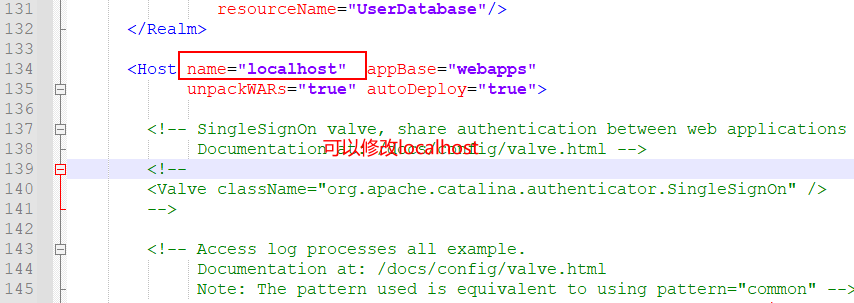 131 resourceName="UserDatabase"/>
132 </Realm>
133
134 <Host name="localhost" appBase="webapps"
135 unpackWARs="true" autoDeploy="true">
136
137 <!-- SingleSignOn valve, share authentication between web applications
138 Documentation at: /docs/config/valve.html -->
可以修改localhost
139 <!--
140 <Valve className="org.apache.catalina.authenticator.SingleSignOn" />
141 -->
142
143 <!-- Access log processes all example.
144 Documentation at: /docs/config/valve.html
145 Note: The pattern used is equivalent to using pattern="common" -->